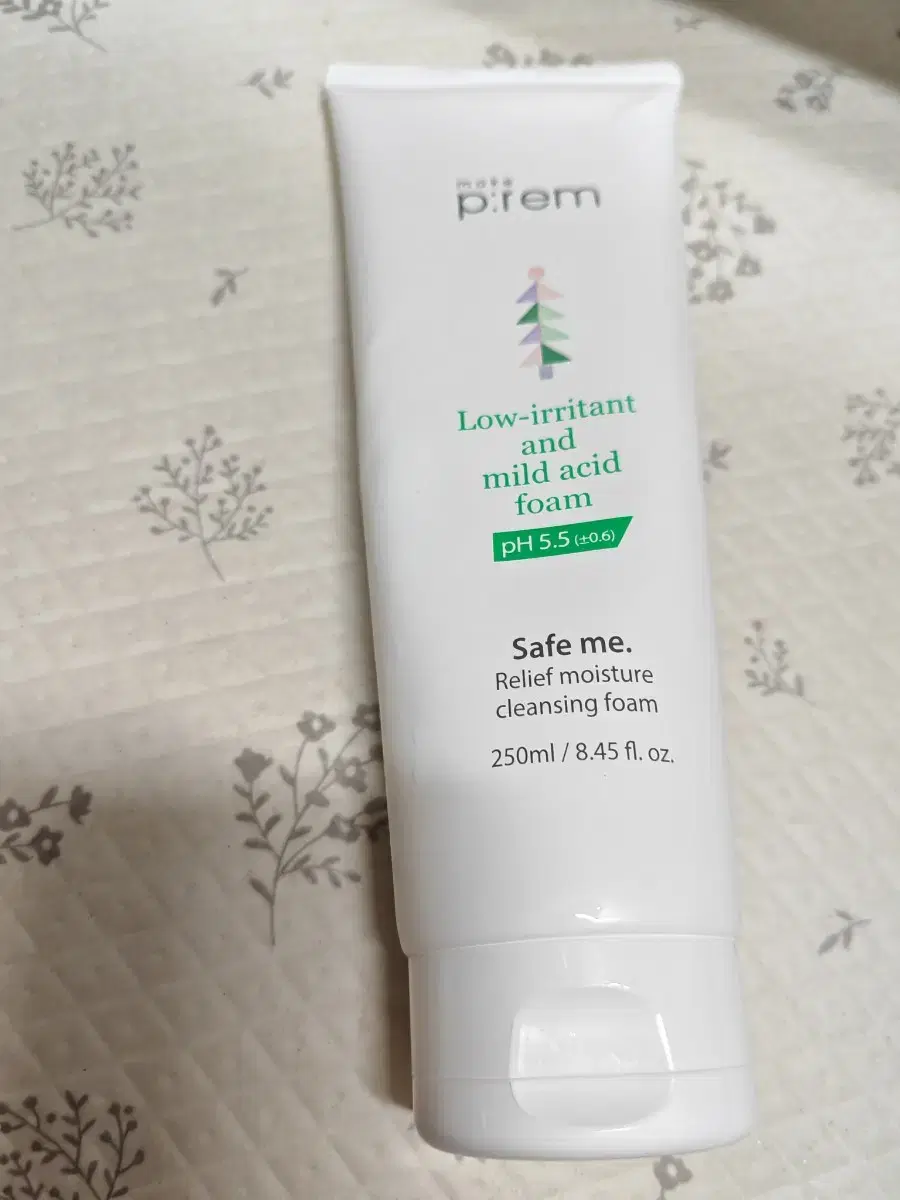 make
p:rem
Low-irritant
and
mild acid
foam
pH 5.5 (±0.6)
Safe me.
Relief moisture
cleansing foam
250ml / 8.45 fl. oz.